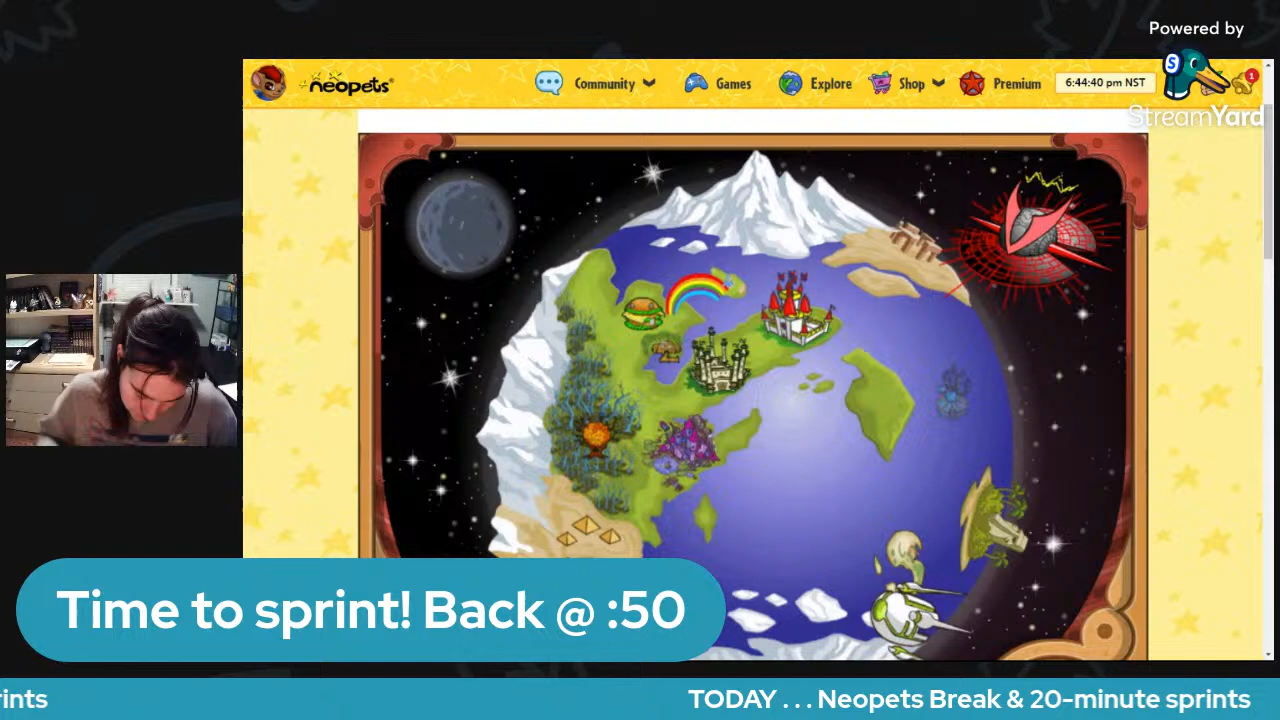 Powered by
StreamYard
neopets
Community
Games
Explore
Shop
Premium
6:44:40 pm NST
1
Time to sprint! Back @ :50
rints
TODAY . . . Neopets Break & 20-minute sprints